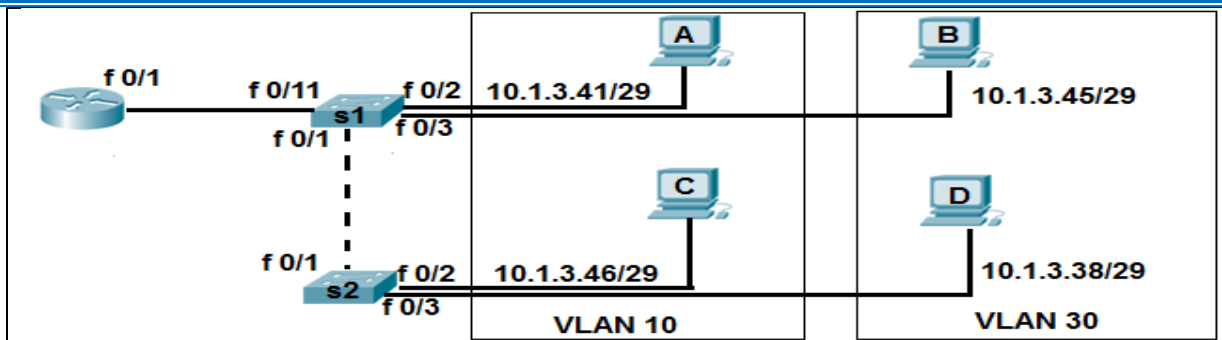 f 0/1
f 0/11
s1
f 0/1
f 0/2
f 0/3
10.1.3.41/29
A
B
10.1.3.45/29
f 0/1
s2
f 0/2
f 0/3
10.1.3.46/29
C
D
10.1.3.38/29
VLAN 10
VLAN 30